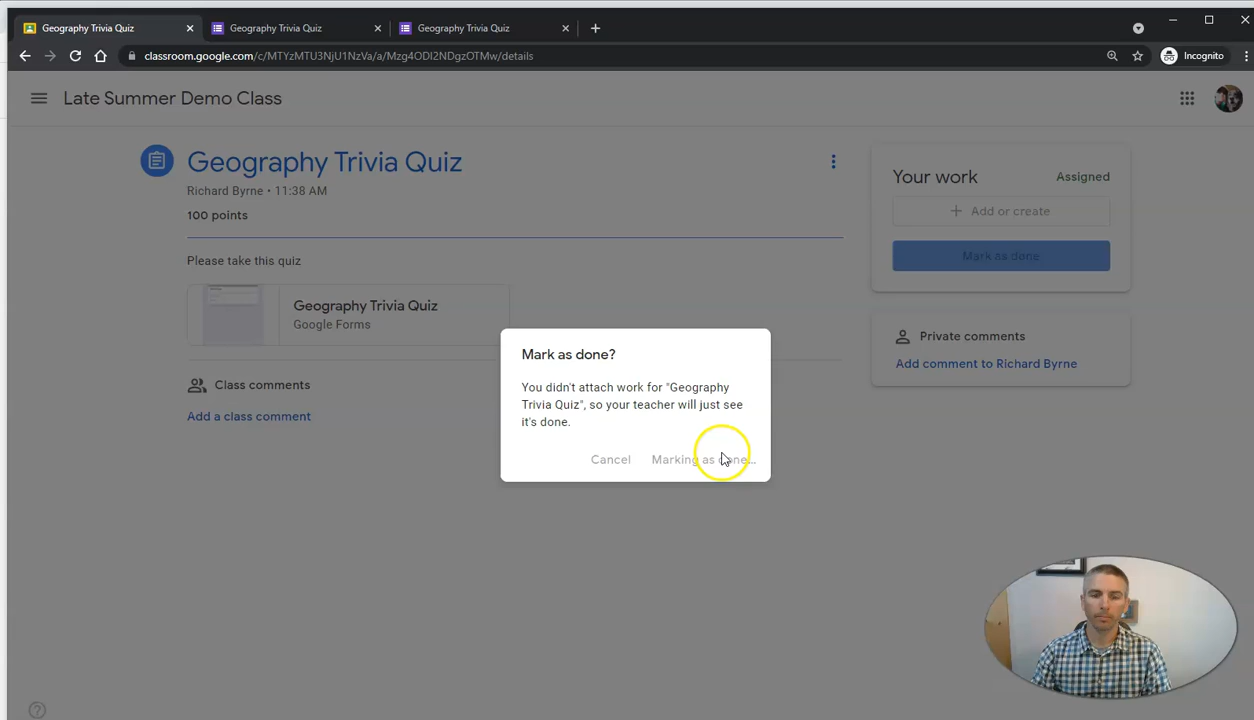 Geography Trivia Quiz
Geography Trivia Quiz
Geography Trivia Quiz
classroom.google.com/c/MTYzMTU3NjU1NzVa/a/Mzg4ODI2NDgzOTMw/details
Incognito
Late Summer Demo Class
Geography Trivia Quiz
Richard Byrne • 11:38 AM
100 points
Please take this quiz
Geography Trivia Quiz
Google Forms
Class comments
Add a class comment
Your work
Assigned
Add or create
Mark as done
Private comments
Add comment to Richard Byrne
Mark as done?
You didn't attach work for "Geography
Trivia Quiz", so your teacher will just see
it's done.
Cancel
Marking as done...